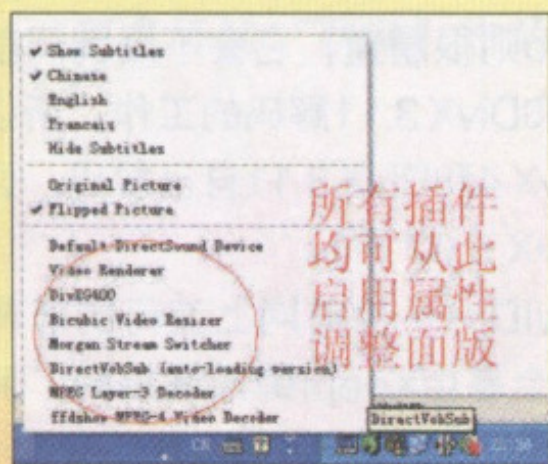 Show Subtitles
Chinese
English
Francais
Hide Subtitles
Original Picture
Flipped Picture
Default DirectSound Device
Video Renderer
DivEG400
Bicubic Video Resizer
Morgan Stream Switcher
DirectVobSub (auto-loading version)
MPEG Layer-3 Decoder
ffdshow MPEG-4 Video Decoder
所有插件
均可从此
启用属性
调整面版
DirectVobSub